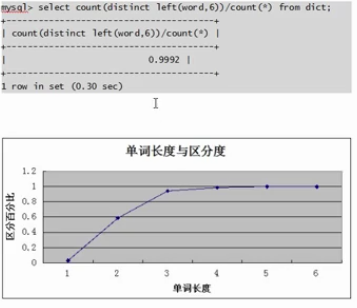 mysql> select count(distinct left(word,6))/count(*) from dict;
+---------------------------------------+
| count(distinct left(word,6))/count(*) |
+---------------------------------------+
| 0.9992 |
+---------------------------------------+
1 row in set (0.30 sec)
单词长度与区分度
区分百分比
1.2
1
0.8
0.6
0.4
0.2
0
1 2 3 4 5 6
单词长度